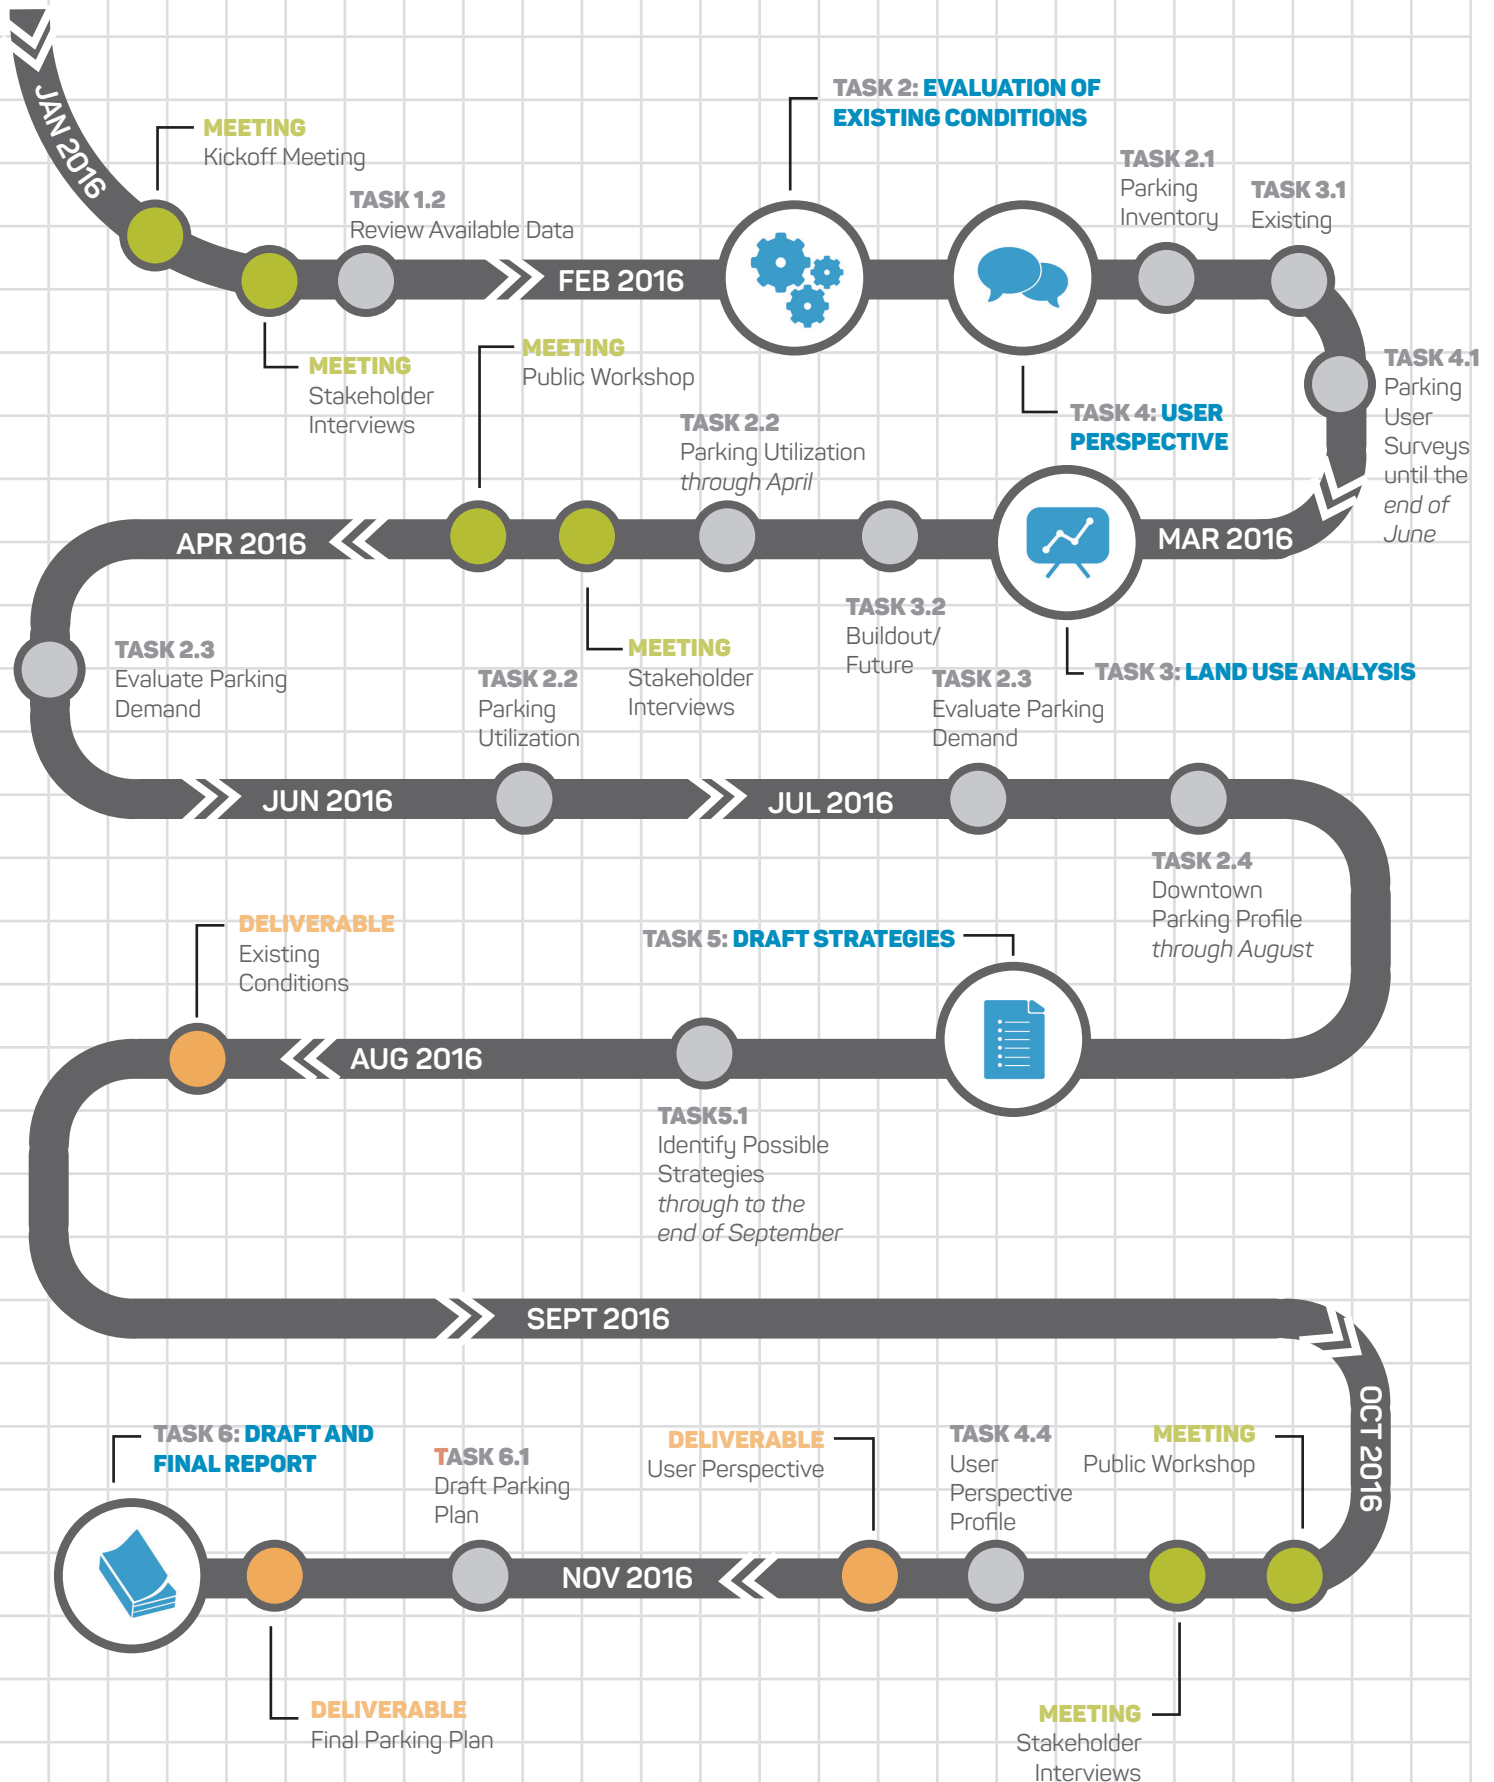 JAN 2016
MEETING
Kickoff Meeting
TASK 1.2
Review Available Data
MEETING
Stakeholder
Interviews
FEB 2016
TASK 2: EVALUATION OF
EXISTING CONDITIONS
TASK 4: USER
PERSPECTIVE
TASK 2.1
Parking
Inventory
TASK 3.1
Existing
TASK 4.1
Parking
User
Surveys
until the
end of
June
MAR 2016
TASK 3: LAND USE ANALYSIS
TASK 3.2
Buildout/
Future
TASK 2.2
Parking Utilization
through April
MEETING
Stakeholder
Interviews
MEETING
Public Workshop
APR 2016
TASK 2.3
Evaluate Parking
Demand
JUN 2016
TASK 2.2
Parking
Utilization
JUL 2016
TASK 2.3
Evaluate Parking
Demand
TASK 2.4
Downtown
Parking Profile
through August
TASK 5: DRAFT STRATEGIES
TASK5.1
Identify Possible
Strategies
through to the
end of September
AUG 2016
DELIVERABLE
Existing
Conditions
SEPT 2016
OCT 2016
MEETING
Public Workshop
MEETING
Stakeholder
Interviews
TASK 4.4
User
Perspective
Profile
DELIVERABLE
User Perspective
NOV 2016
TASK 6.1
Draft Parking
Plan
DELIVERABLE
Final Parking Plan
TASK 6: DRAFT AND
FINAL REPORT